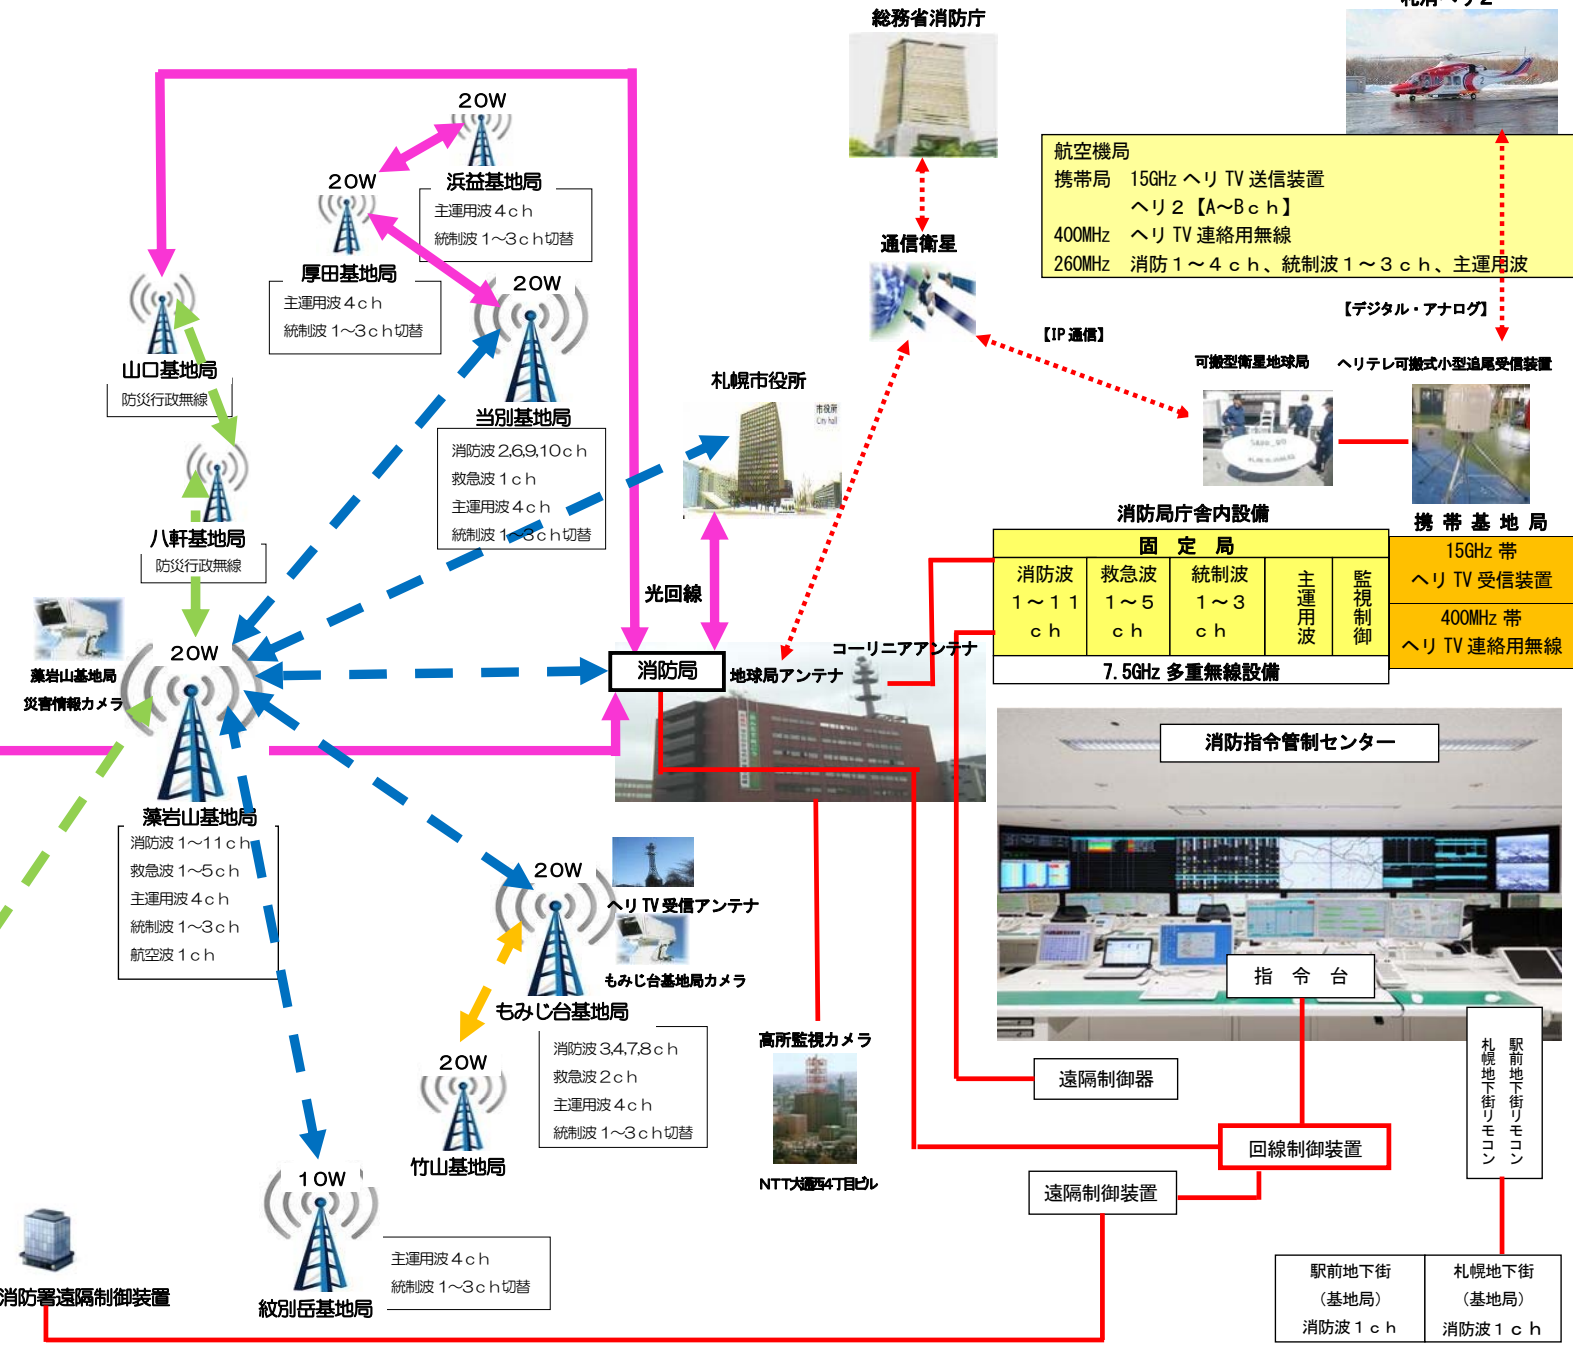 総務省消防庁
札消ヘリ2
航空機局
携帯局 15GHz ヘリ TV 送信装置
ヘリ2【A～Bch】
400MHz ヘリ TV 連絡用無線
260MHz 消防1～4ch、統制波1～3ch、主運用波
【デジタル・アナログ】
通信衛星
【IP 通信】
可搬型衛星地球局
ヘリテレ可搬式小型追尾受信装置
20W
浜益基地局
主運用波4ch
統制波1～3ch切替
20W
厚田基地局
主運用波4ch
統制波1～3ch切替
20W
当別基地局
消防波2,6,9,10ch
救急波1ch
主運用波4ch
統制波1～3ch切替
山口基地局
防災行政無線
八軒基地局
防災行政無線
札幌市役所
市役所
City hall
光回線
消防局庁舎内設備
固定局
消防波
1～11
ch
救急波
1～5
ch
統制波
1～3
ch
主運用波
監視制御
7.5GHz 多重無線設備
携帯基地局
15GHz 帯
ヘリ TV 受信装置
400MHz 帯
ヘリ TV 連絡用無線
藻岩山基地局
災害情報カメラ
20W
藻岩山基地局
消防波1～11ch
救急波1～5ch
主運用波4ch
統制波1～3ch
航空波1ch
消防局
地球局アンテナ
コーリニアアンテナ
消防指令管制センター
指令台
20W
ヘリ TV 受信アンテナ
もみじ台基地局カメラ
もみじ台基地局
消防波3,4,7,8ch
救急波2ch
主運用波4ch
統制波1～3ch切替
20W
竹山基地局
高所監視カメラ
NTT大通西4丁目ビル
10W
紋別岳基地局
主運用波4ch
統制波1～3ch切替
消防署遠隔制御装置
遠隔制御器
回線制御装置
遠隔制御装置
駅前地下街リモコン
札幌地下街リモコン
駅前地下街
（基地局）
消防波1ch
札幌地下街
（基地局）
消防波1ch